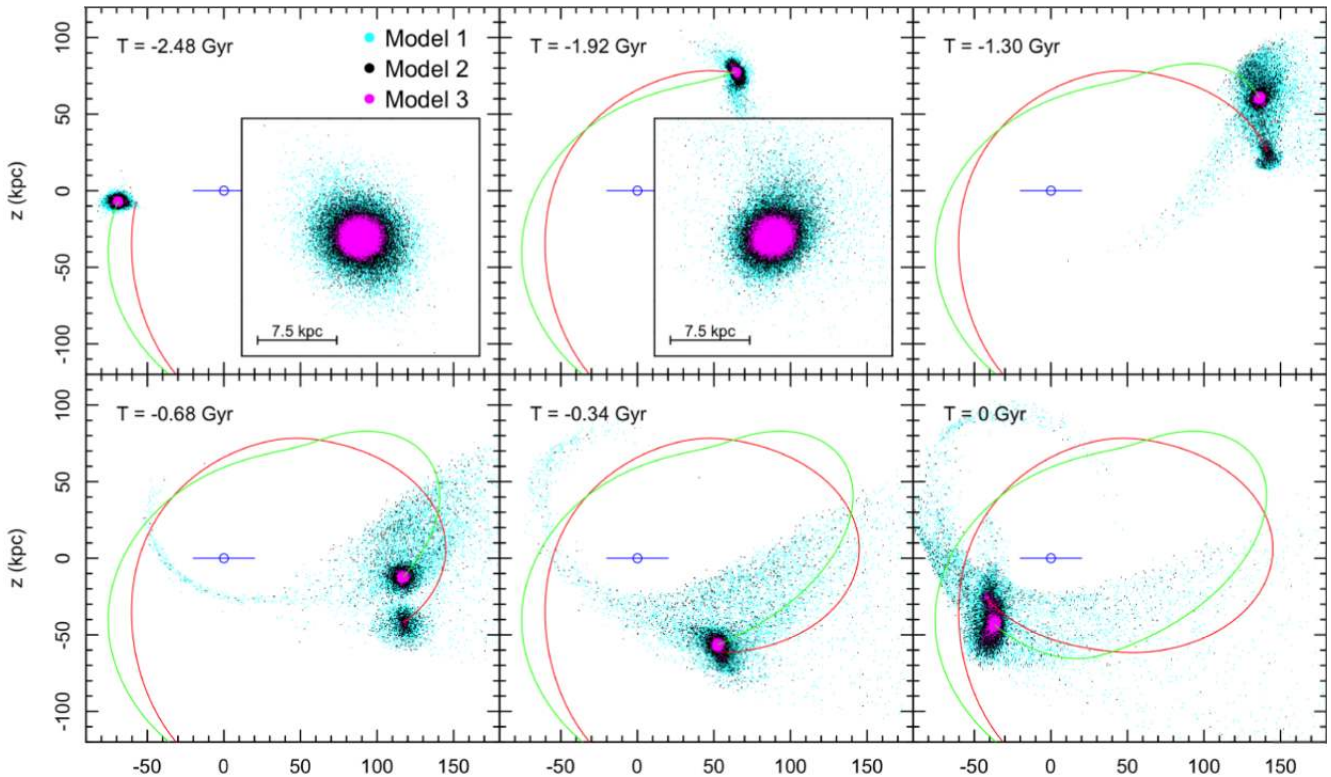 T = -2.48 Gyr
Model 1
Model 2
Model 3
7.5 kpc
T = -1.92 Gyr
7.5 kpc
T = -1.30 Gyr
z (kpc)
100
50
0
-50
-100
T = -0.68 Gyr
T = -0.34 Gyr
T = 0 Gyr
z (kpc)
100
50
0
-50
-100
-50 0 50 100 150
-50 0 50 100 150
-50 0 50 100 150